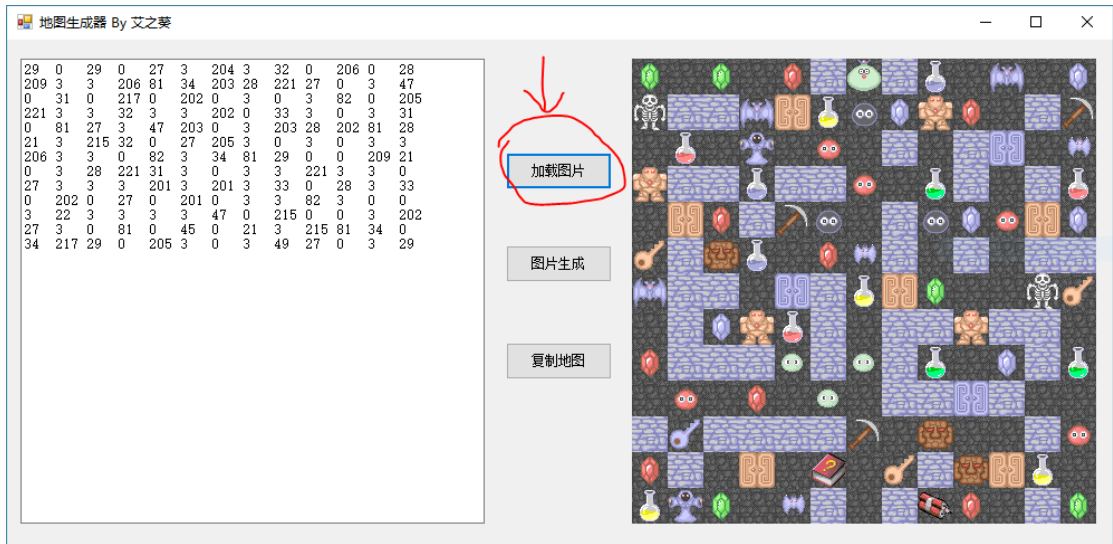 地图生成器 By 艾之葵
29 0 29 0 27 3 204 3 32 0 206 0 28
209 3 3 206 81 34 203 28 221 27 0 3 47
0 31 0 217 0 202 0 3 0 3 82 0 205
221 3 3 32 3 3 202 0 33 3 0 3 31
0 81 27 3 47 203 0 3 203 28 202 81 28
21 3 215 32 0 27 205 3 0 3 0 3 3
206 3 3 0 82 3 34 81 29 0 0 209 21
0 3 28 221 31 3 0 3 3 221 3 3 0
27 3 3 3 201 3 201 3 33 0 28 3 33
0 202 0 27 0 201 0 3 3 82 3 0 0
3 22 3 3 3 3 47 0 215 0 0 3 202
27 3 0 81 0 45 0 21 3 215 81 34 0
34 217 29 0 205 3 0 3 49 27 0 3 29
加载图片
图片生成
复制地图